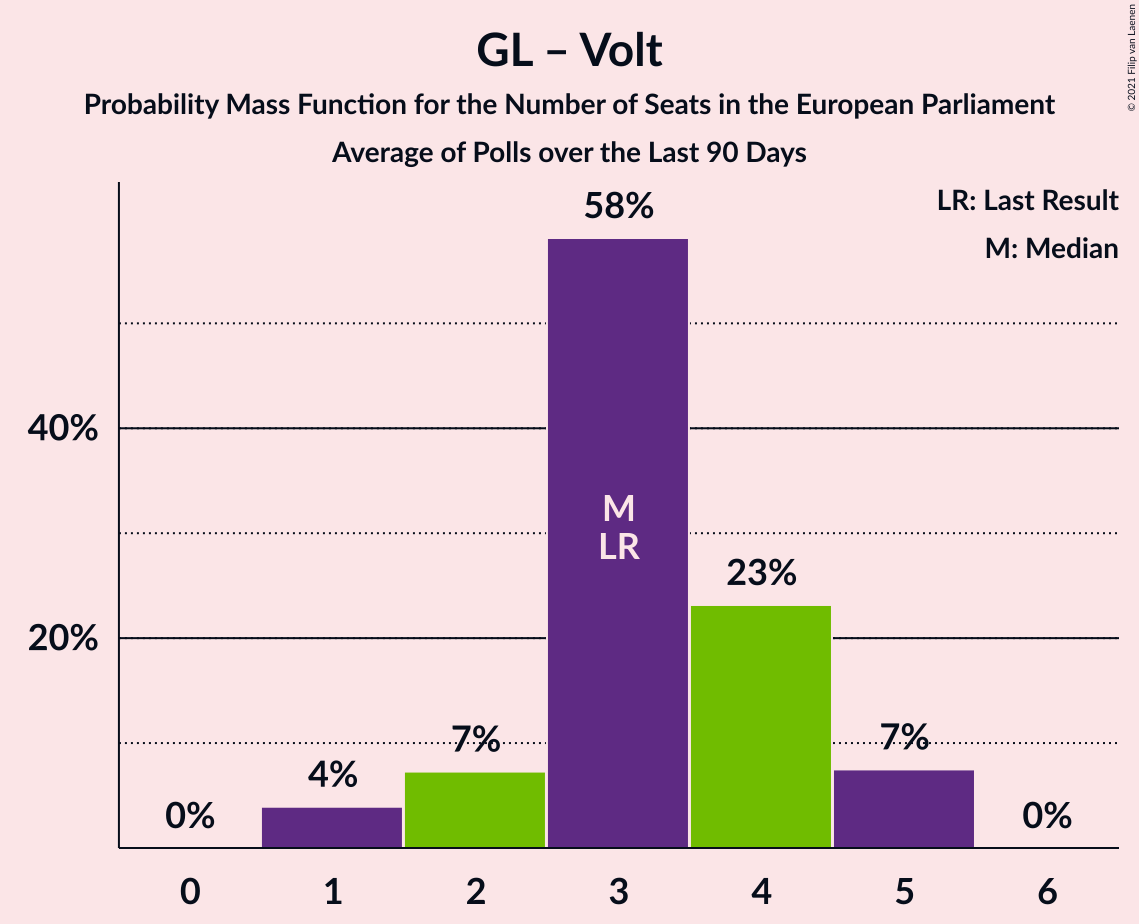 GL – Volt
Probability Mass Function for the Number of Seats in the European Parliament
Average of Polls over the Last 90 Days
© 2021 Filip van Laenen
LR: Last Result
M: Median
58%
40%
M
LR
23%
20%
7%
7%
4%
0%
0%
0
1
2
3
4
5
6